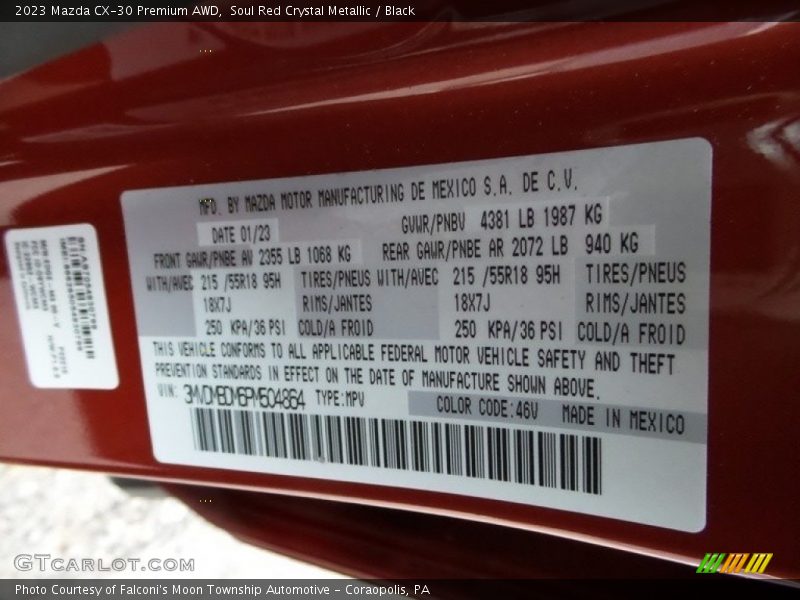 2023 Mazda CX-30 Premium AWD, Soul Red Crystal Metallic / Black
MFD. BY MAZDA MOTOR MANUFACTURING DE MEXICO S.A. DE C.V.
DATE 01/23 GVWR/PNBV 4381 LB 1987 KG
FRONT GAWR/PNBE AV 2355 LB 1068 KG REAR GAWR/PNBE AR 2072 LB 940 KG
WITH/AVEC 215 /55R18 95H TIRES/PNEUS WITH/AVEC 215 /55R18 95H TIRES/PNEUS
18X7J RIMS/JANTES 18X7J RIMS/JANTES
250 KPA/36 PSI COLD/A FROID 250 KPA/36 PSI COLD/A FROID
THIS VEHICLE CONFORMS TO ALL APPLICABLE FEDERAL MOTOR VEHICLE SAFETY AND THEFT
PREVENTION STANDARDS IN EFFECT ON THE DATE OF MANUFACTURE SHOWN ABOVE.
VIN: 3MVDMBDM6PM504864 TYPE:MPV
COLOR CODE:46V MADE IN MEXICO
GTCARLOT.COM
Photo Courtesy of Falconi's Moon Township Automotive - Coraopolis, PA